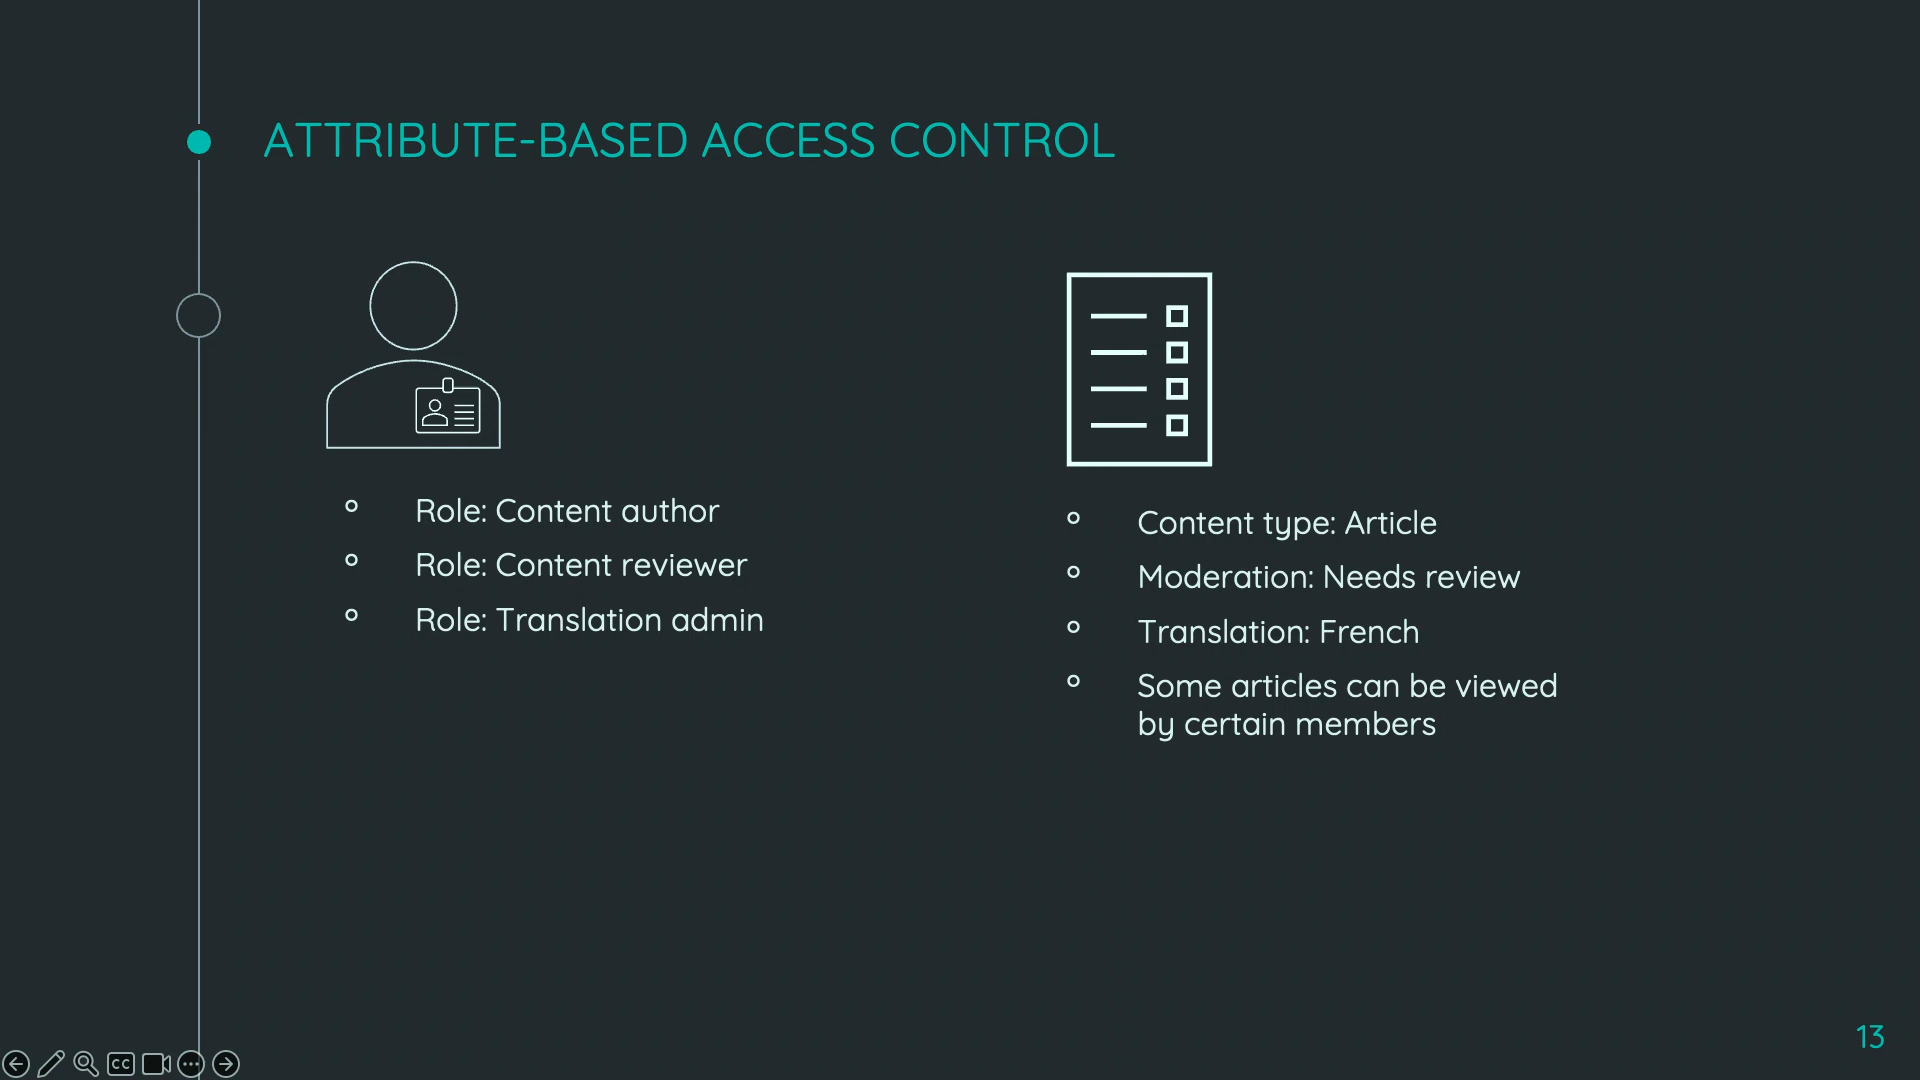 ATTRIBUTE-BASED ACCESS CONTROL
Role: Content author
Role: Content reviewer
Role: Translation admin
Content type: Article
Moderation: Needs review
Translation: French
Some articles can be viewed
by certain members
13
CC